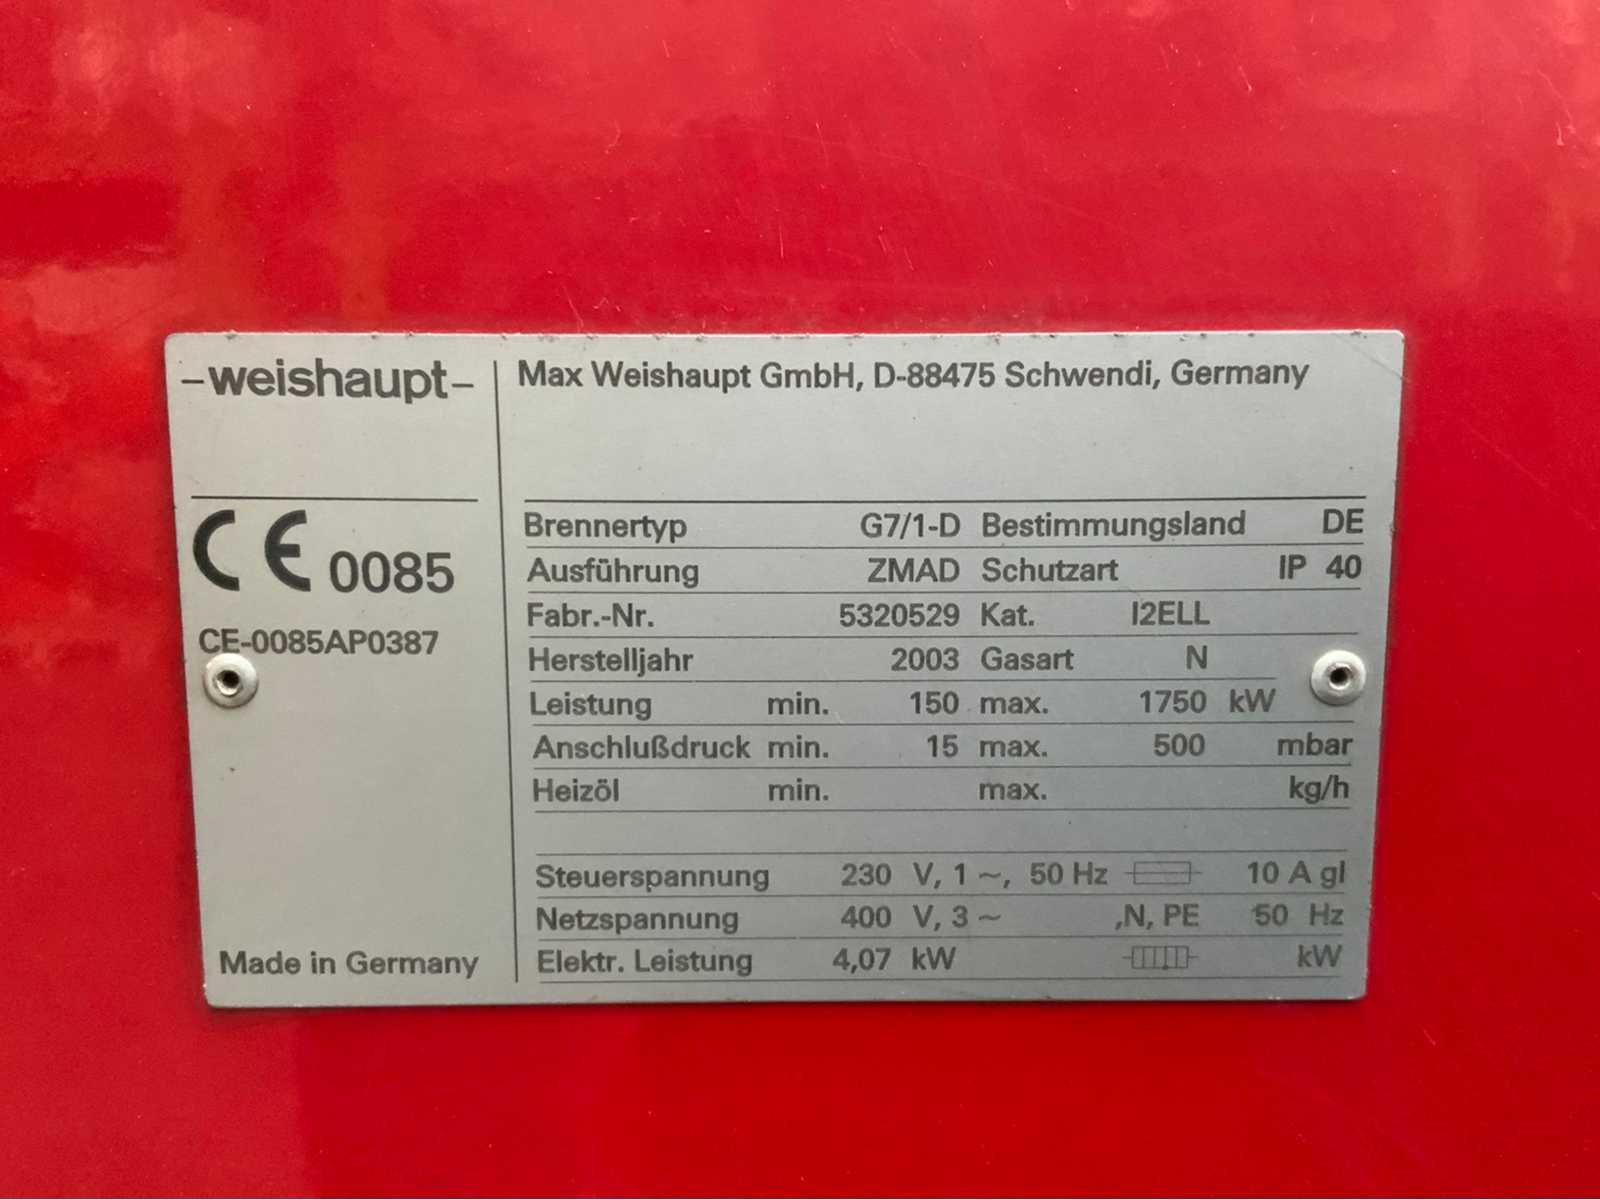 -weishaupt-
Max Weishaupt GmbH, D-88475 Schwendi, Germany
CE 0085
CE-0085AP0387
Made in Germany
Brennertyp G7/1-D Bestimmungsland DE
Ausführung ZMAD Schutzart IP 40
Fabr.-Nr. 5320529 Kat. I2ELL
Herstelljahr 2003 Gasart N
Leistung min. 150 max. 1750 kW
Anschlußdruck min. 15 max. 500 mbar
Heizöl min. max. kg/h
Steuerspannung 230 V, 1 ~, 50 Hz 10 A gl
Netzspannung 400 V, 3 ~ ,N, PE 50 Hz
Elektr. Leistung 4,07 kW kW